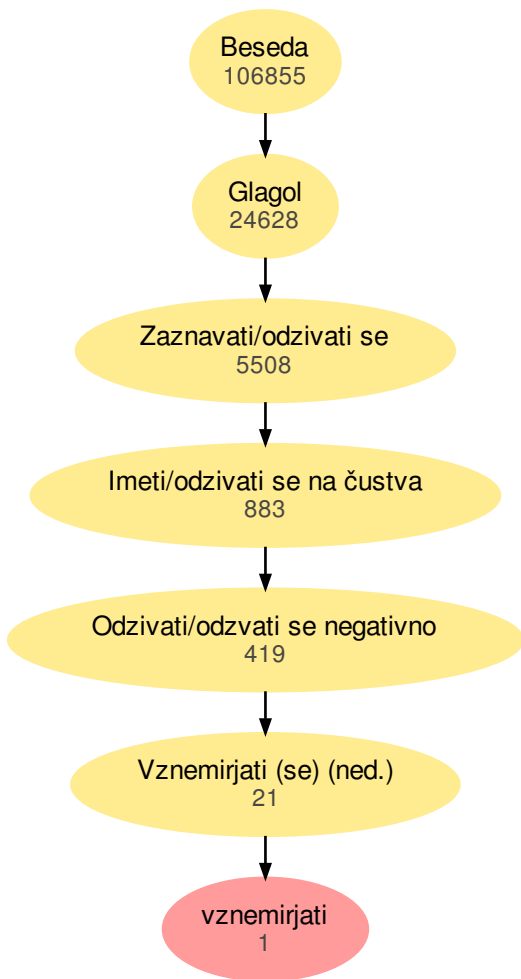 Beseda
106855
Glagol
24628
Zaznavati/odzivati se
5508
Imeti/odzivati se na čustva
883
Odzivati/odzvati se negativno
419
Vznemirjati (se) (ned.)
21
vznemirjati
1